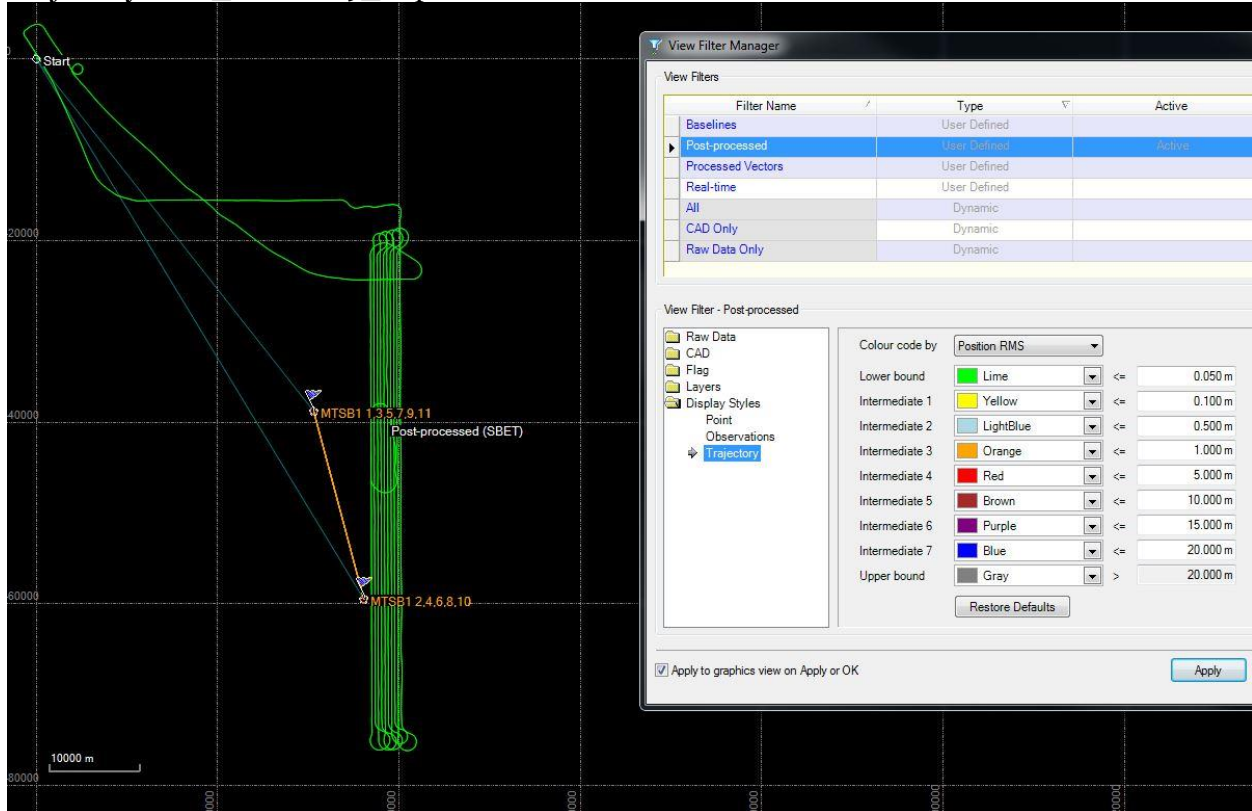 Start
20000
40000
60000
80000
MTSB1 1,3,5,7,9,11
Post-processed (SBET)
MTSB1 2,4,6,8,10
10000 m
View Filter Manager
View Filters
Filter Name Type Active
Baselines User Defined
Post-processed User Defined Active
Processed Vectors User Defined
Real-time User Defined
All Dynamic
CAD Only Dynamic
Raw Data Only Dynamic
View Filter - Post-processed
Raw Data
CAD
Flag
Layers
Display Styles
Point
Observations
Trajectory
Colour code by Position RMS
Lower bound Lime <= 0.050 m
Intermediate 1 Yellow <= 0.100 m
Intermediate 2 LightBlue <= 0.500 m
Intermediate 3 Orange <= 1.000 m
Intermediate 4 Red <= 5.000 m
Intermediate 5 Brown <= 10.000 m
Intermediate 6 Purple <= 15.000 m
Intermediate 7 Blue <= 20.000 m
Upper bound Gray > 20.000 m
Restore Defaults
Apply to graphics view on Apply or OK
Apply